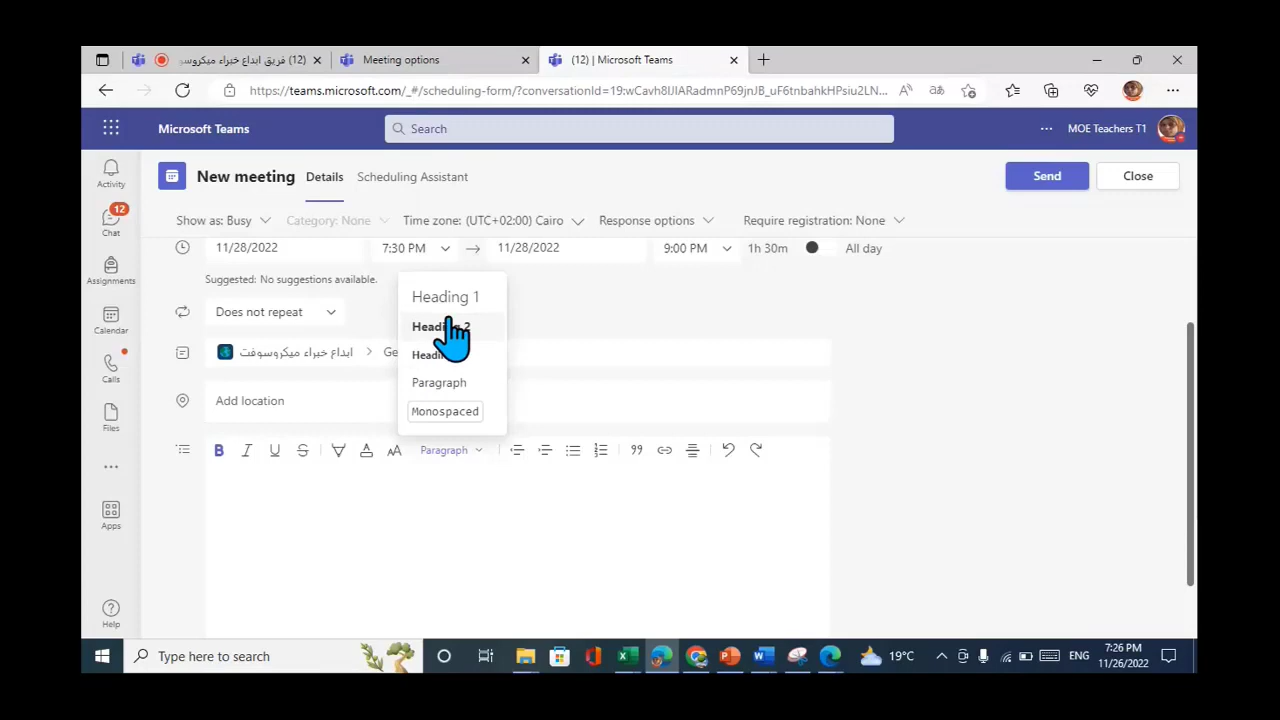 (12) فريق ابداع خبراء ميكروسو
Meeting options
(12) | Microsoft Teams
https://teams.microsoft.com/_#/scheduling-form/?conversationId=19:wCavh8IJIARadmnP69jnJB_uF6tnbahkHPsiu2LN...
Microsoft Teams
Search
MOE Teachers T1
New meeting
Details
Scheduling Assistant
Send
Close
Show as: Busy
Category: None
Time zone: (UTC+02:00) Cairo
Response options
Require registration: None
11/28/2022
7:30 PM
11/28/2022
9:00 PM
1h 30m
All day
Suggested: No suggestions available.
Does not repeat
ابداع خبراء ميكروسوفت
Add location
Heading 1
Paragraph
Monospaced
Paragraph
Activity
12
Chat
Assignments
Calendar
Calls
Files
Apps
Help
Type here to search
19°C
ENG
7:26 PM
11/26/2022